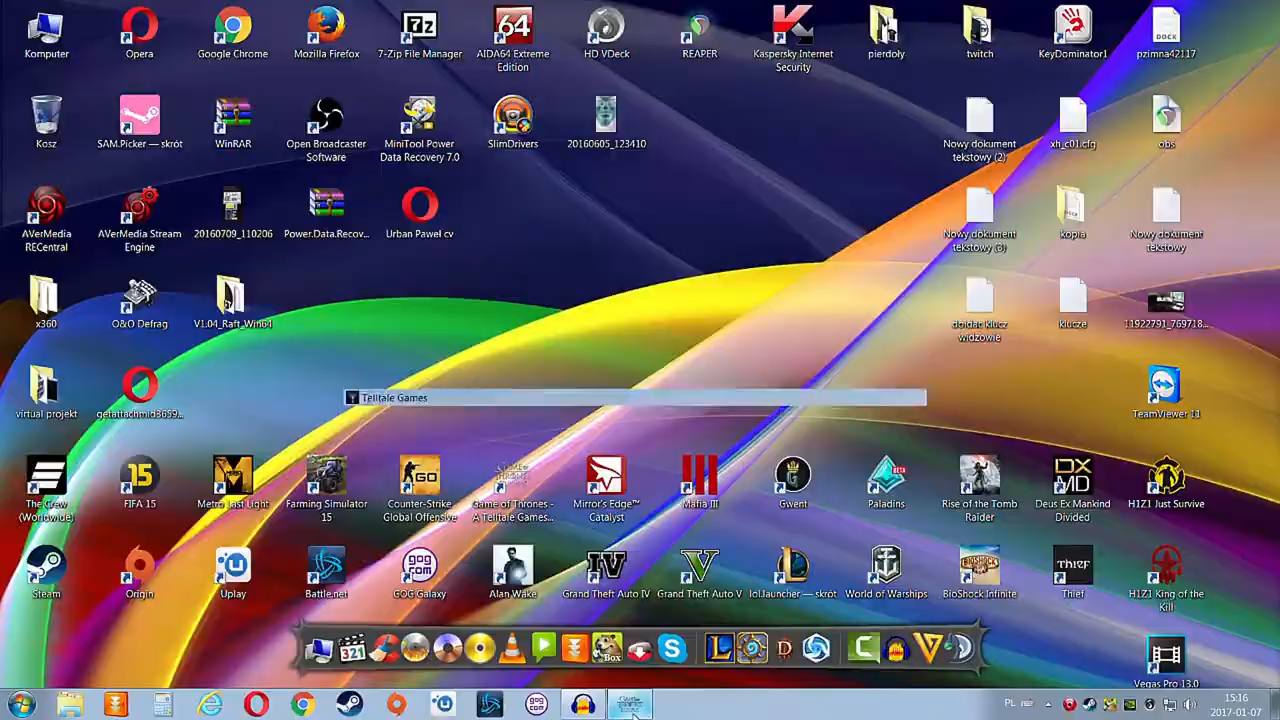 Komputer
Opera
Google Chrome
Mozilla Firefox
7-Zip File Manager
AIDA64 Extreme
Edition
HD VDeck
REAPER
Kaspersky Internet
Security
pierdoly
twitch
KeyDominator1
pzimna42117
Kosz
SAM.Picker — skrót
WinRAR
Open Broadcaster
Software
MiniTool Power
Data Recovery 7.0
SlimDrivers
20160605_123410
Nowy dokument
tekstowy (2)
xh_c01.cfg
obs
AVerMedia
RECentral
AVerMedia Stream
Engine
20160709_110206
Power.Data.Recov...
Urban Pawel cv
Nowy dokument
tekstowy (3)
kopia
Nowy dokument
tekstowy
x360
O&O Defrag
V1.04_Raft_Win64
dodac klucz
widzowie
klucze
11922791_769718...
virtual projekt
getattachmid3659...
Telltale Games
TeamViewer 11
The Crew
(Worldwide)
FIFA 15
Metro Last Light
Farming Simulator
15
Counter-Strike
Global Offensive
Game of Thrones -
A Telltale Games...
Mirror's Edge™
Catalyst
Mafia III
Gwent
Paladins
Rise of the Tomb
Raider
Deus Ex Mankind
Divided
H1Z1 Just Survive
Steam
Origin
Uplay
Battle.net
GOG Galaxy
Alan Wake
Grand Theft Auto IV
Grand Theft Auto V
lol.launcher — skrót
World of Warships
BioShock Infinite
Thief
H1Z1 King of the
Kill
Vegas Pro 13.0
PL
15:16
2017-01-07